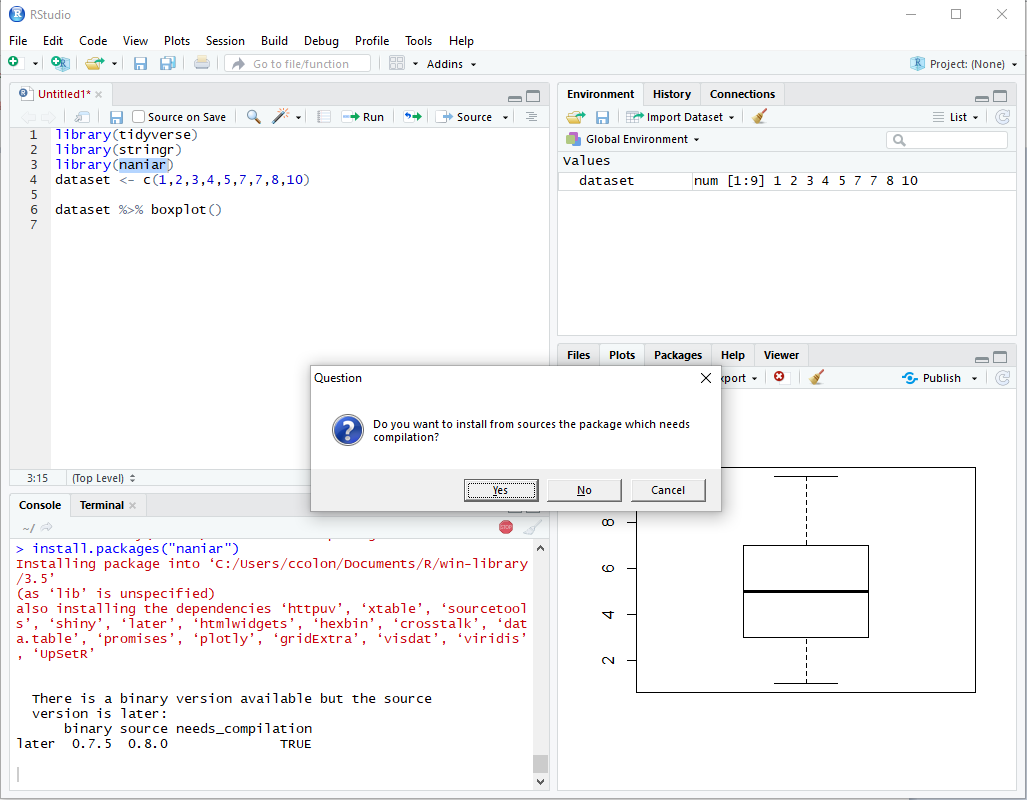 RStudio
File Edit Code View Plots Session Build Debug Profile Tools Help
Go to file/function Addins Project: (None)
Untitled1*
Source on Save Run Source
1 library(tidyverse)
2 library(stringr)
3 library(naniar)
4 dataset <- c(1,2,3,4,5,7,7,8,10)
5
6 dataset %>% boxplot()
7
3:15 (Top Level)
Environment History Connections
Import Dataset List
Global Environment
Values
dataset num [1:9] 1 2 3 4 5 7 7 8 10
Files Plots Packages Help Viewer
xport Publish
8
6
4
2
Question
Do you want to install from sources the package which needs
compilation?
Yes No Cancel
Console Terminal
~/
STOP
> install.packages("naniar")
Installing package into ‘C:/Users/ccolon/Documents/R/win-library
/3.5’
(as ‘lib’ is unspecified)
also installing the dependencies ‘httpuv’, ‘xtable’, ‘sourcetool
s’, ‘shiny’, ‘later’, ‘htmlwidgets’, ‘hexbin’, ‘crosstalk’, ‘dat
a.table’, ‘promises’, ‘plotly’, ‘gridExtra’, ‘visdat’, ‘viridis’
, ‘UpSetR’
There is a binary version available but the source
version is later:
binary source needs_compilation
later 0.7.5 0.8.0 TRUE